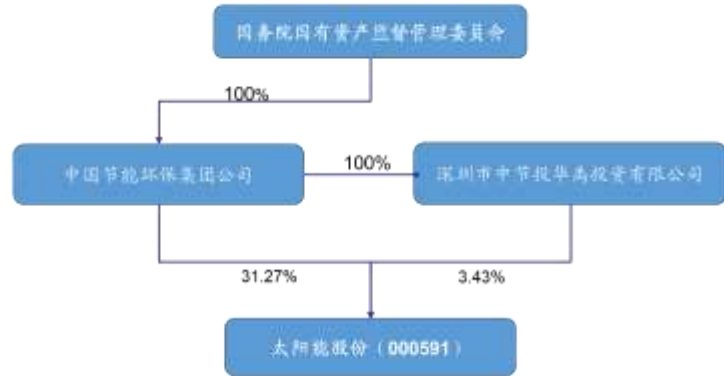 国务院国有资产监督管理委员会
100%
中国节能环保集团公司
100%
深圳市中节投华禹投资有限公司
31.27%
3.43%
太阳能股份（000591）